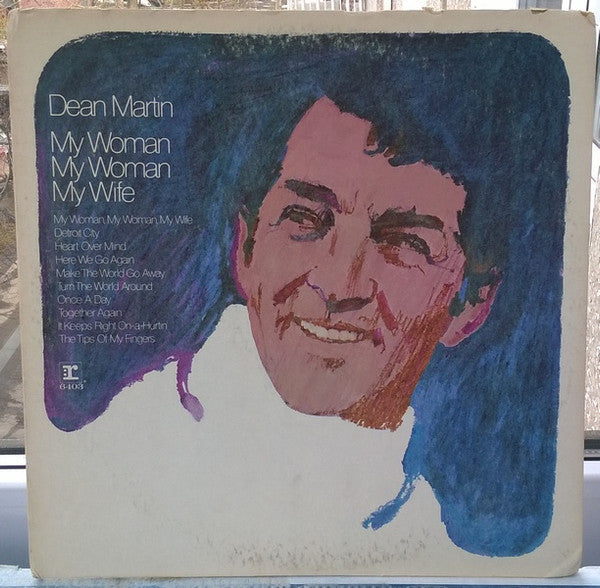 Dean Martin
My Woman
My Woman
My Wife
My Woman, My Woman, My Wife
Detroit City
Heart Over Mind
Here We Go Again
Make The World Go Away
Turn The World Around
Once A Day
Together Again
It Keeps Right On-a-Hurtin
The Tips Of My Fingers
r
6403